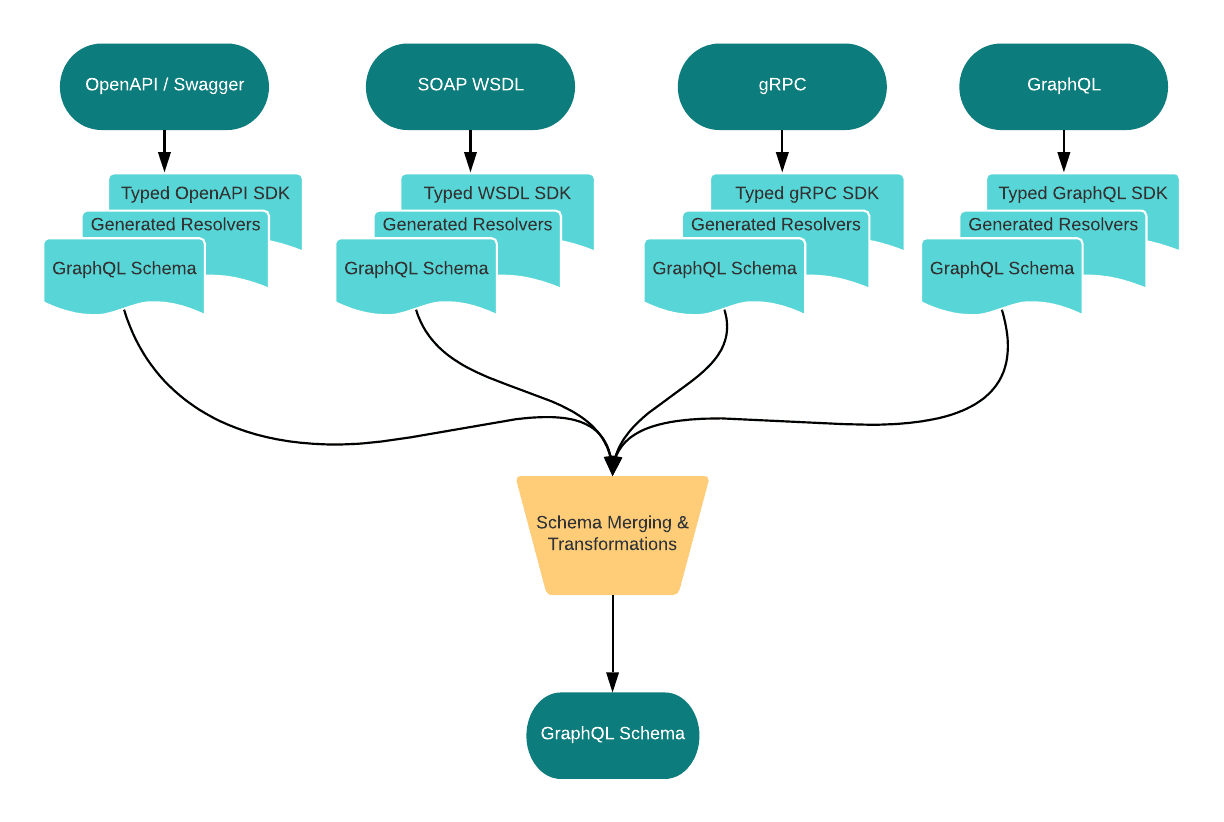 OpenAPI / Swagger
SOAP WSDL
gRPC
GraphQL
Typed OpenAPI SDK
Generated Resolvers
GraphQL Schema
Typed WSDL SDK
Generated Resolvers
GraphQL Schema
Typed gRPC SDK
Generated Resolvers
GraphQL Schema
Typed GraphQL SDK
Generated Resolvers
GraphQL Schema
Schema Merging &
Transformations
GraphQL Schema